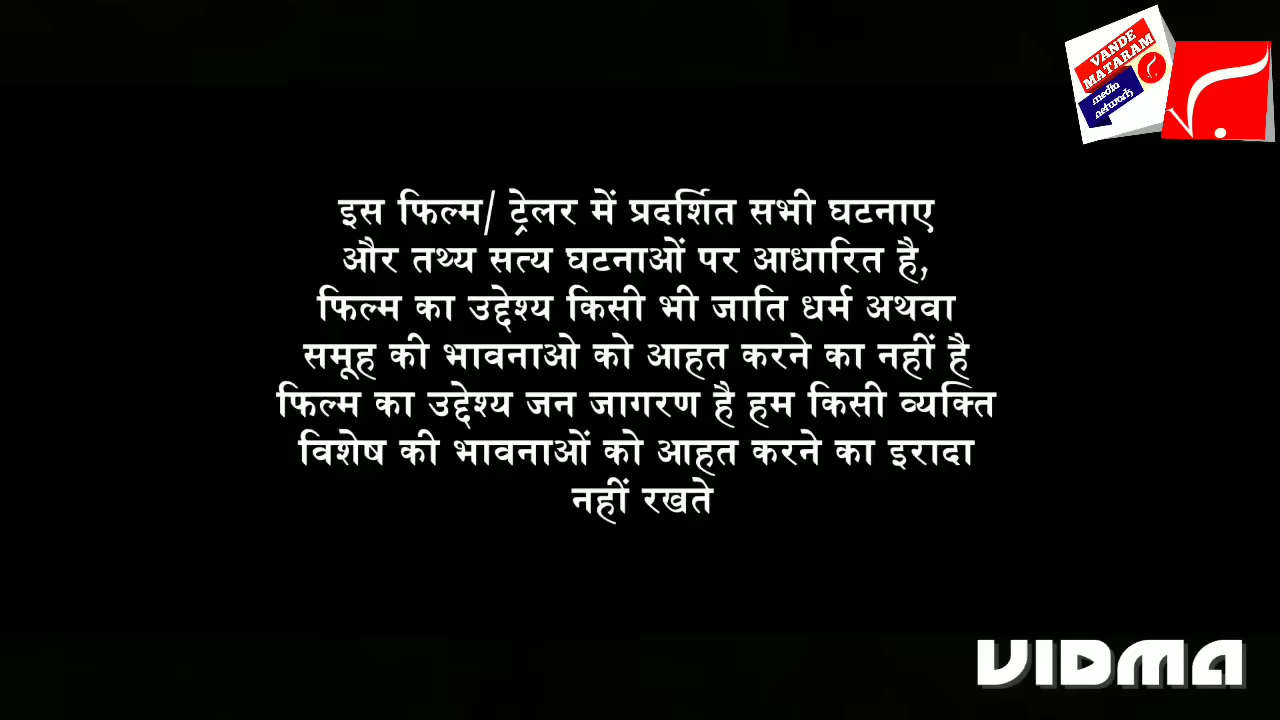 VANDE
MATARAM
media
network
इस फिल्म/ ट्रेलर में प्रदर्शित सभी घटनाए
और तथ्य सत्य घटनाओं पर आधारित है,
फिल्म का उद्देश्य किसी भी जाति धर्म अथवा
समूह की भावनाओ को आहत करने का नहीं है
फिल्म का उद्देश्य जन जागरण है हम किसी व्यक्ति
विशेष की भावनाओं को आहत करने का इरादा
नहीं रखते
VIDMA